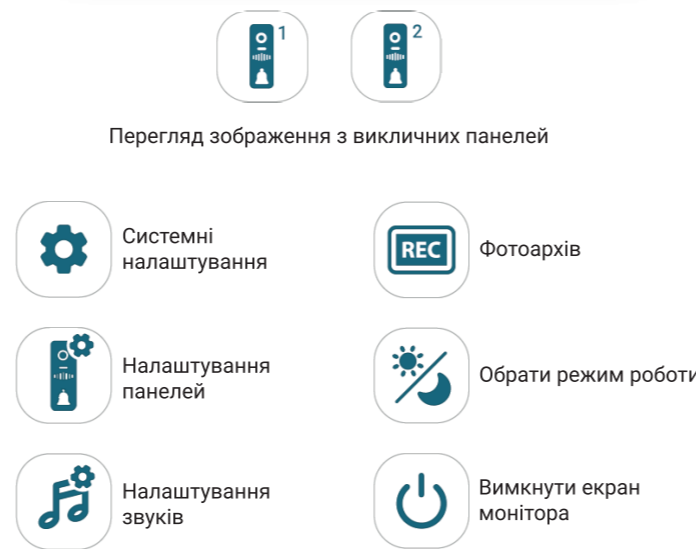 1
2
Перегляд зображення з викличних панелей
Системні
налаштування
REC
Фотоархів
Налаштування
панелей
Обрати режим роботи
Налаштування
звуків
Вимкнути екран
монітора